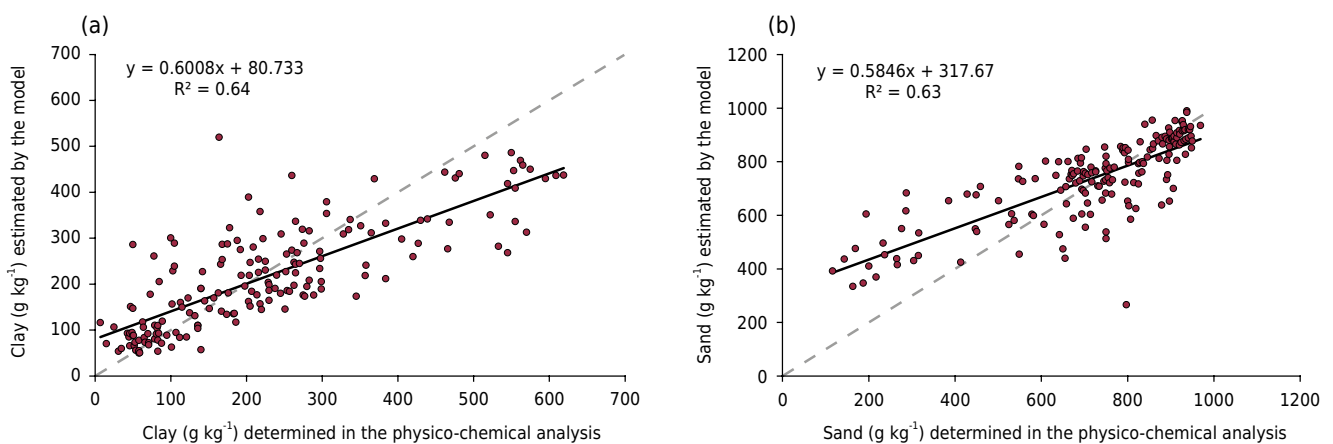 (a)
700
600
500
400
300
200
100
0
0 100 200 300 400 500 600 700
y = 0.6008x + 80.733
R² = 0.64
Clay (g kg⁻¹) estimated by the model
Clay (g kg⁻¹) determined in the physico-chemical analysis
(b)
1200
1000
800
600
400
200
0
0 200 400 600 800 1000 1200
y = 0.5846x + 317.67
R² = 0.63
Sand (g kg⁻¹) estimated by the model
Sand (g kg⁻¹) determined in the physico-chemical analysis